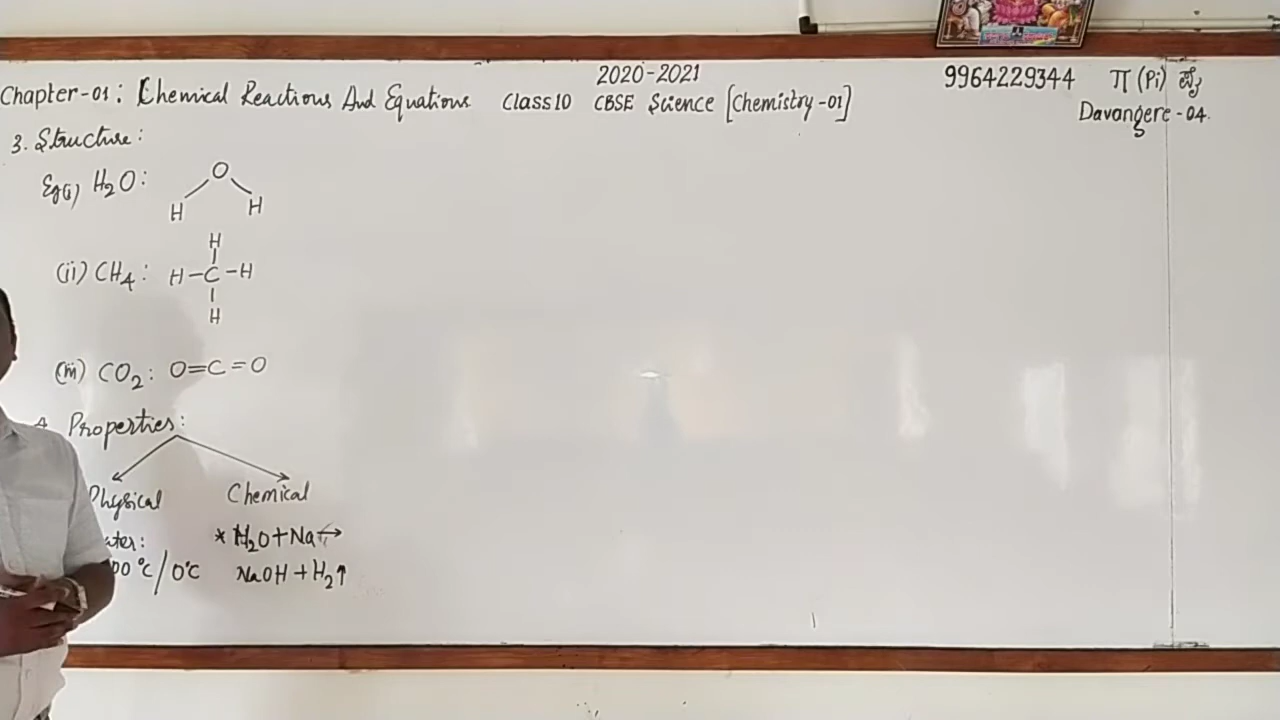 2020-2021
9964229344 π (Pi)
Chapter-01: Chemical Reactions And Equations Class10 CBSE Science [Chemistry-01]
Davangere-04.
3. Structure:
Eg(i) H₂O:
O
H H
H
(ii) CH₄: H-C-H
H
(iii) CO₂: O=C=O
Properties:
Physical Chemical
* H₂O+Na→
00°C/0°C NaOH+H₂↑